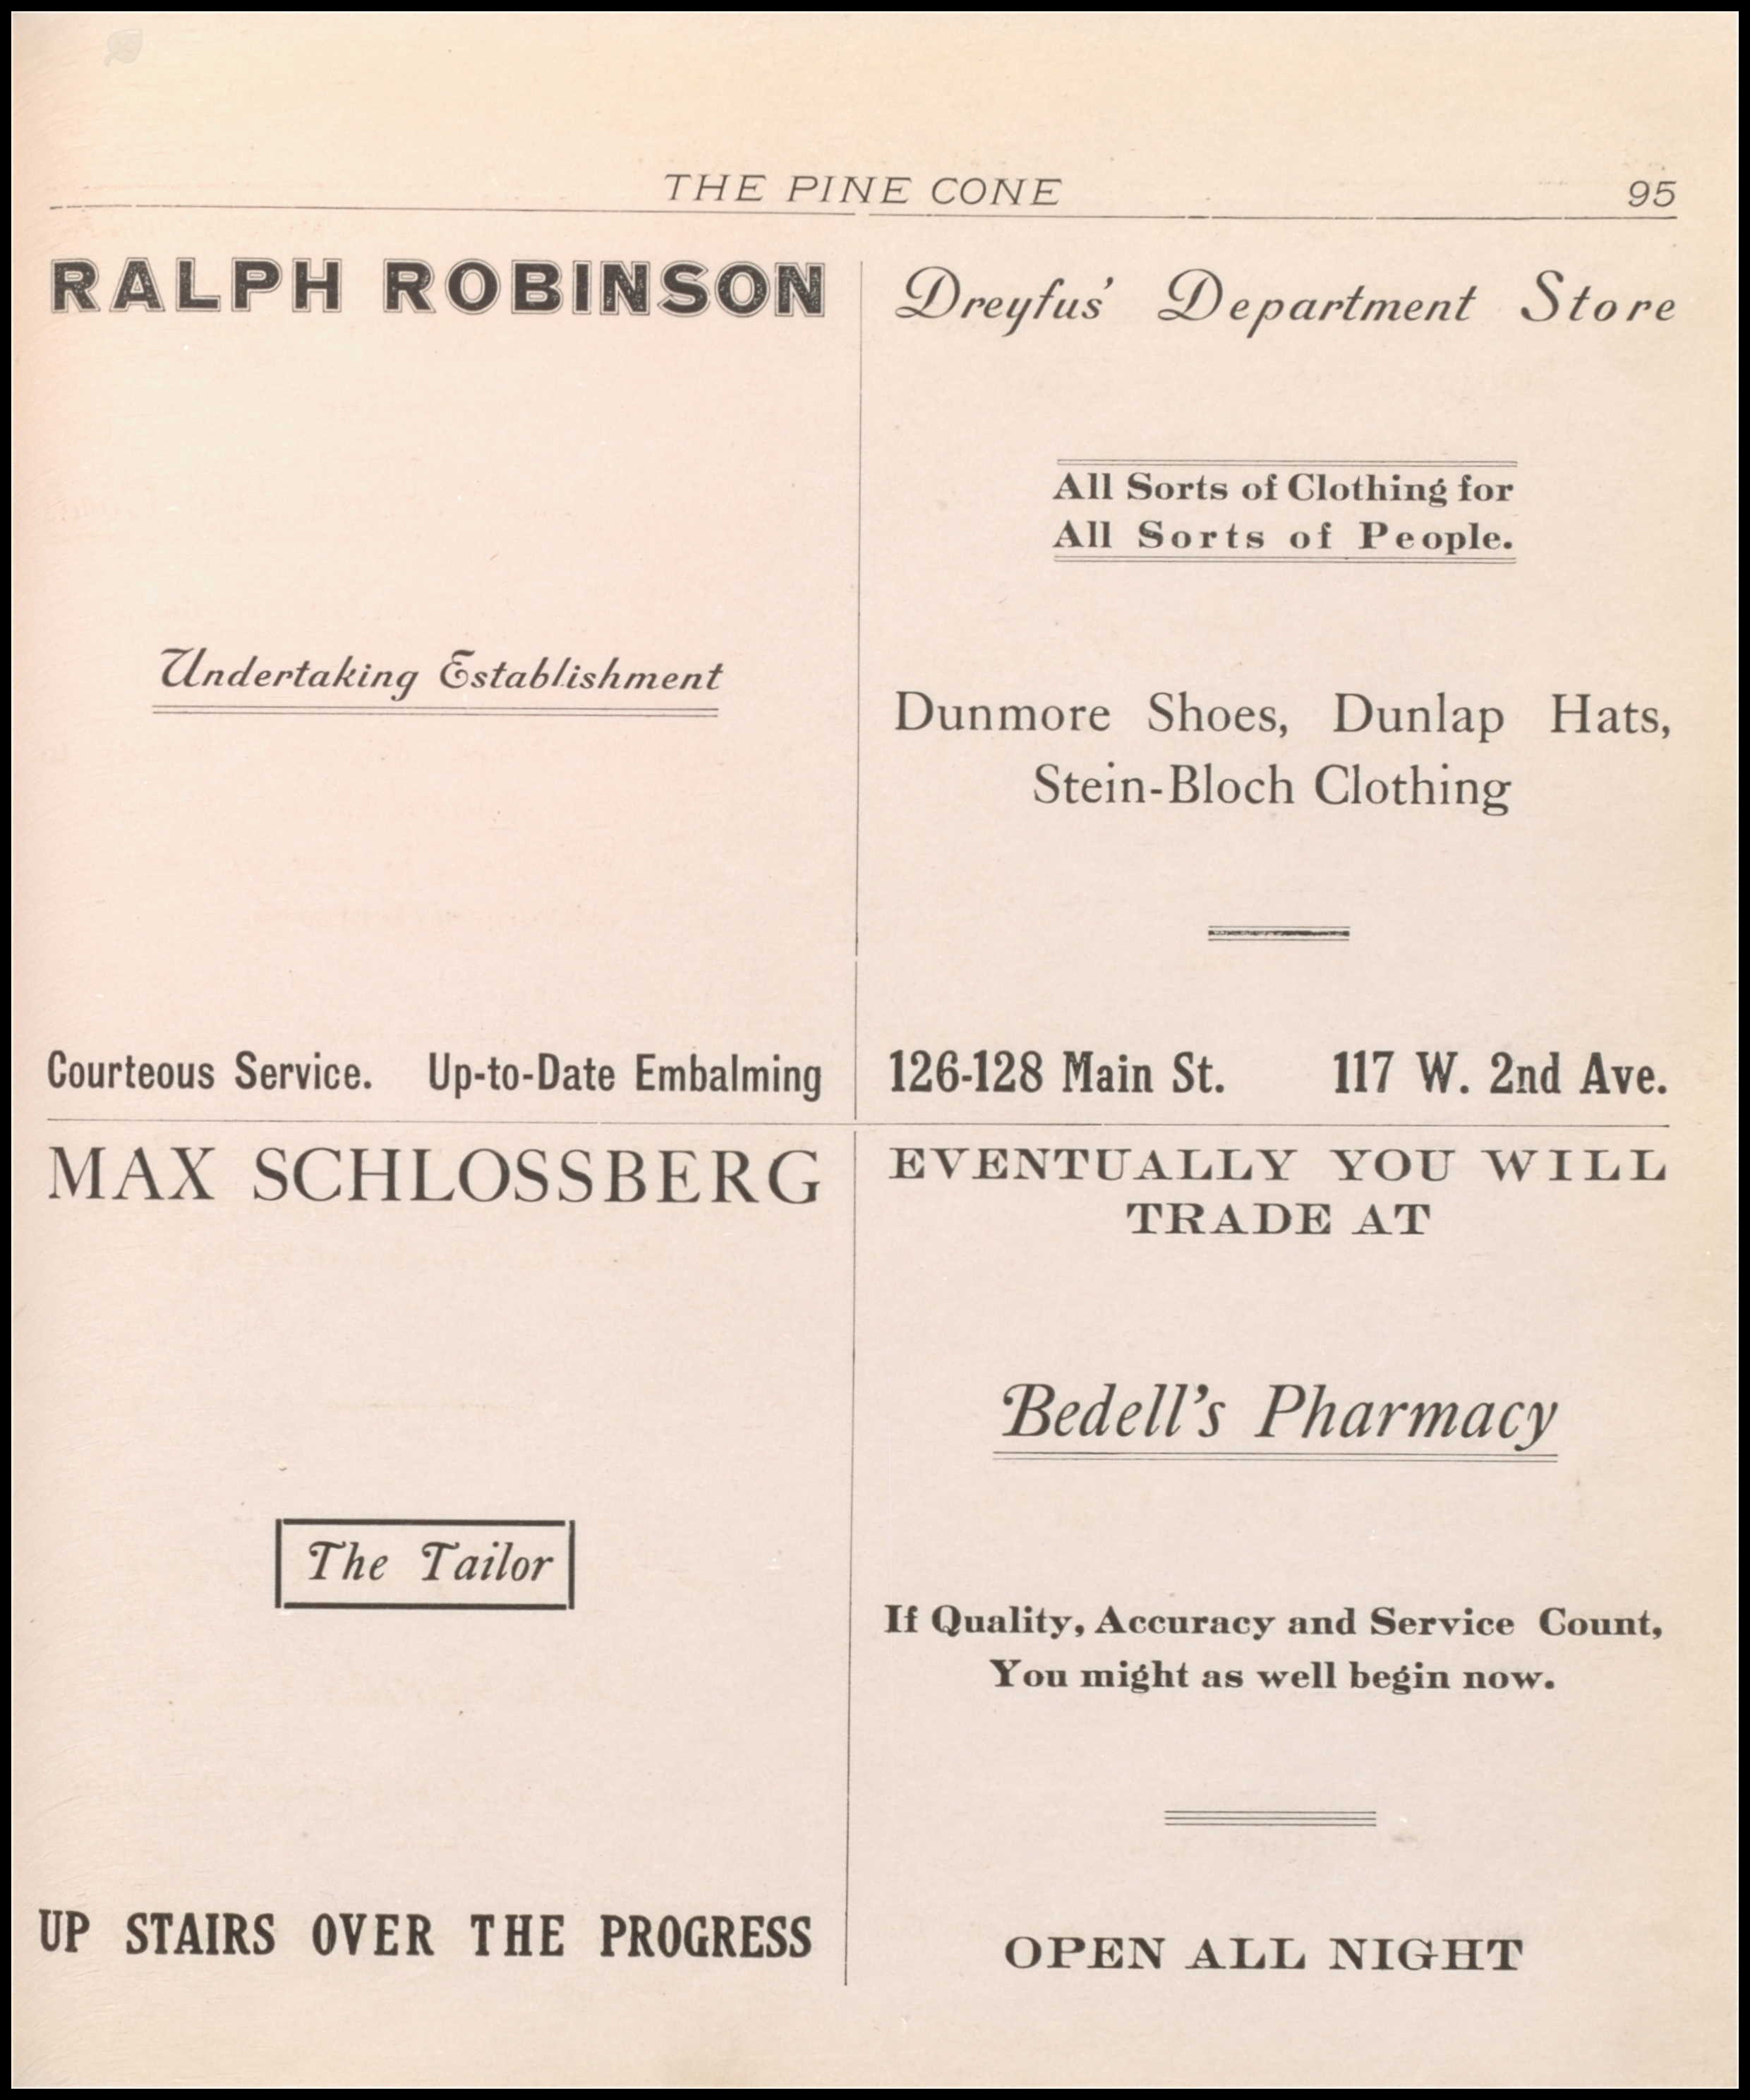 THE PINE CONE 95
RALPH ROBINSON
Undertaking Establishment
Courteous Service. Up-to-Date Embalming
Dreyfus' Department Store
All Sorts of Clothing for
All Sorts of People.
Dunmore Shoes, Dunlap Hats,
Stein-Bloch Clothing
126-128 Main St. 117 W. 2nd Ave.
MAX SCHLOSSBERG
The Tailor
UP STAIRS OVER THE PROGRESS
EVENTUALLY YOU WILL
TRADE AT
Bedell's Pharmacy
If Quality, Accuracy and Service Count,
You might as well begin now.
OPEN ALL NIGHT